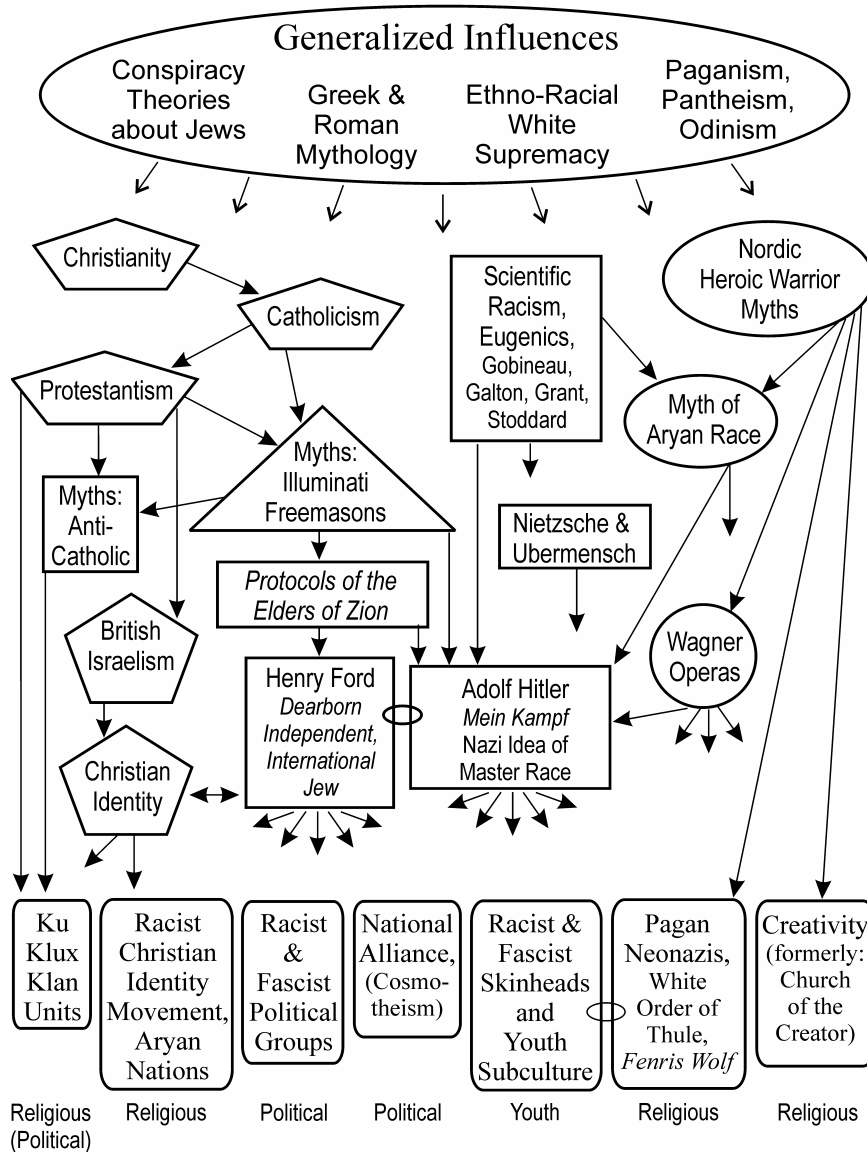 Generalized Influences
Conspiracy
Theories
about Jews
Greek &
Roman
Mythology
Ethno-Racial
White
Supremacy
Paganism,
Pantheism,
Odinism
Christianity
Catholicism
Protestantism
Scientific
Racism,
Eugenics,
Gobineau,
Galton, Grant,
Stoddard
Nordic
Heroic Warrior
Myths
Myth of
Aryan Race
Myths:
Anti-
Catholic
Myths:
Illuminati
Freemasons
Nietzsche &
Ubermensch
Protocols of the
Elders of Zion
British
Israelism
Wagner
Operas
Henry Ford
Dearborn
Independent,
International
Jew
Adolf Hitler
Mein Kampf
Nazi Idea of
Master Race
Christian
Identity
Ku
Klux
Klan
Units
Racist
Christian
Identity
Movement,
Aryan
Nations
Racist
&
Fascist
Political
Groups
National
Alliance,
(Cosmo-
theism)
Racist &
Fascist
Skinheads
and
Youth
Subculture
Pagan
Neonazis,
White
Order of
Thule,
Fenris Wolf
Creativity
(formerly:
Church
of the
Creator)
Religious
(Political)
Religious
Political
Political
Youth
Religious
Religious